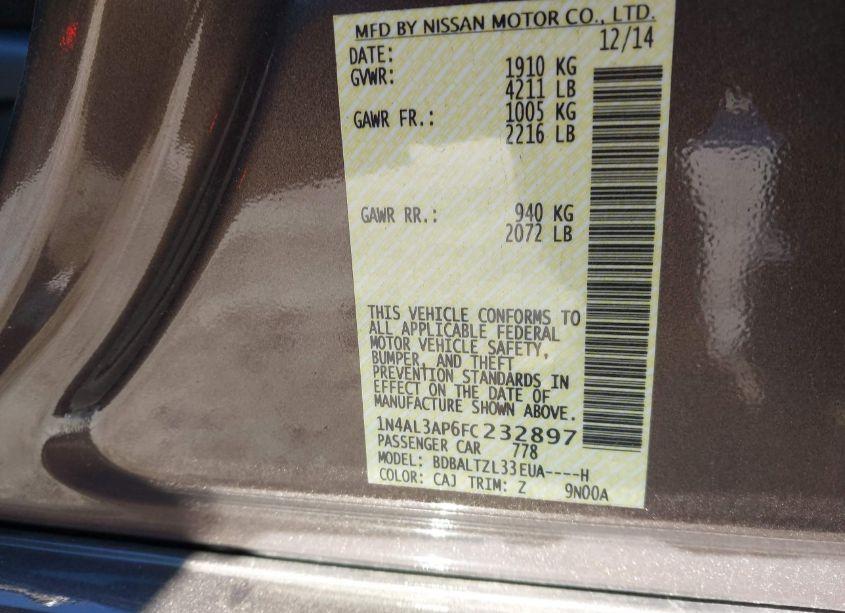 MFD BY NISSAN MOTOR CO., LTD.
DATE: 12/14
GVWR: 1910 KG
4211 LB
GAWR FR.: 1005 KG
2216 LB
GAWR RR.: 940 KG
2072 LB
THIS VEHICLE CONFORMS TO
ALL APPLICABLE FEDERAL
MOTOR VEHICLE SAFETY,
BUMPER, AND THEFT
PREVENTION STANDARDS IN
EFFECT ON THE DATE OF
MANUFACTURE SHOWN ABOVE.
1N4AL3AP6FC232897
PASSENGER CAR 778
MODEL: BDBALTZL33EUA----H
COLOR: CAJ TRIM: Z 9N00A